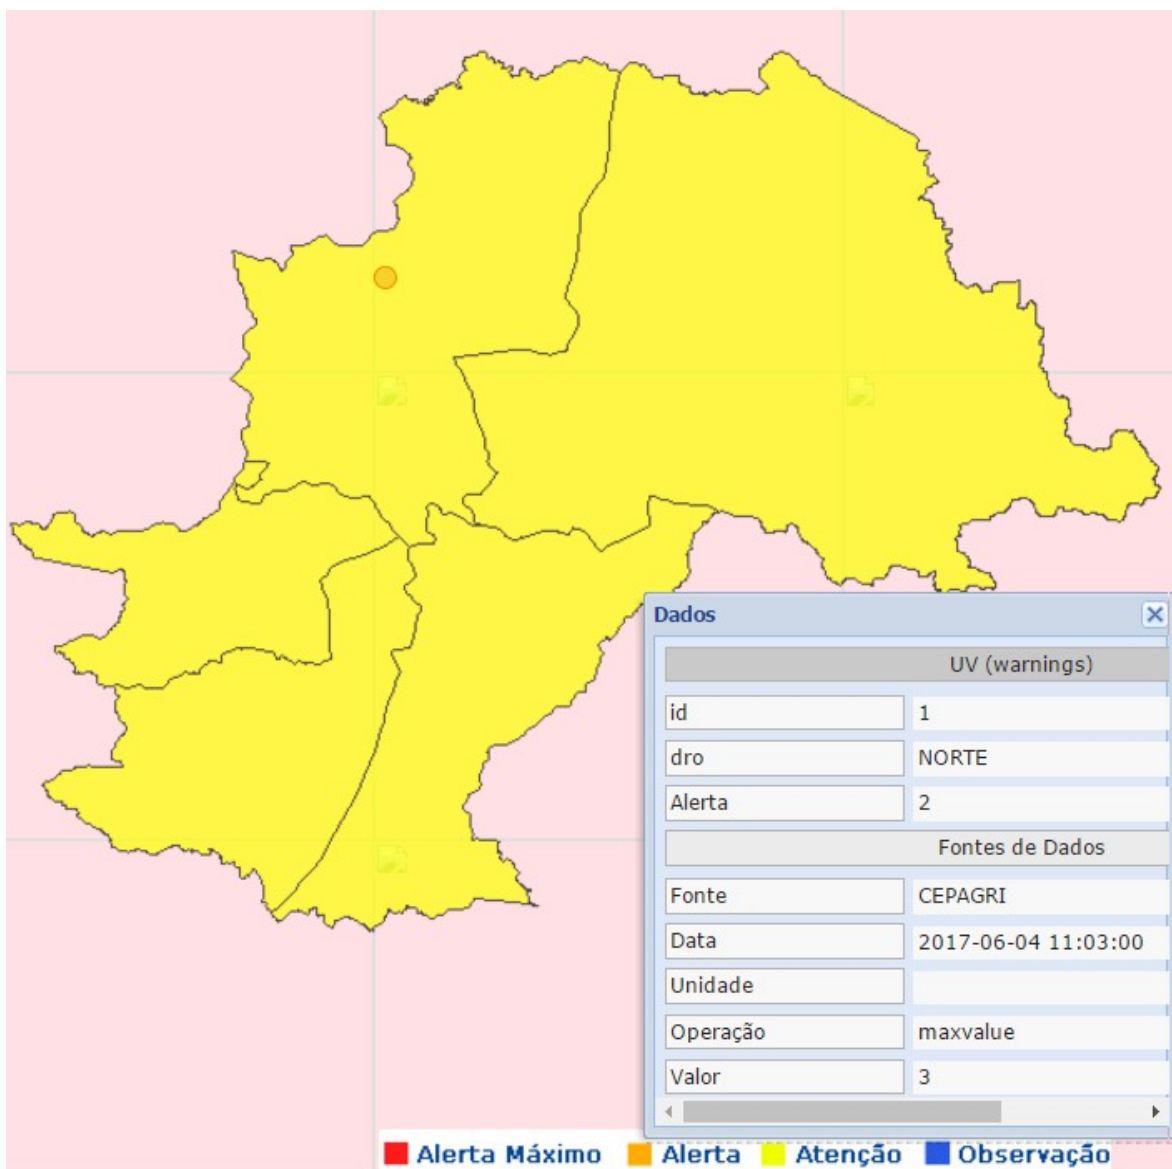 Dados
UV (warnings)
id 1
dro NORTE
Alerta 2
Fontes de Dados
Fonte CEPAGRI
Data 2017-06-04 11:03:00
Unidade
Operação maxvalue
Valor 3
Alerta Máximo Alerta Atenção Observação